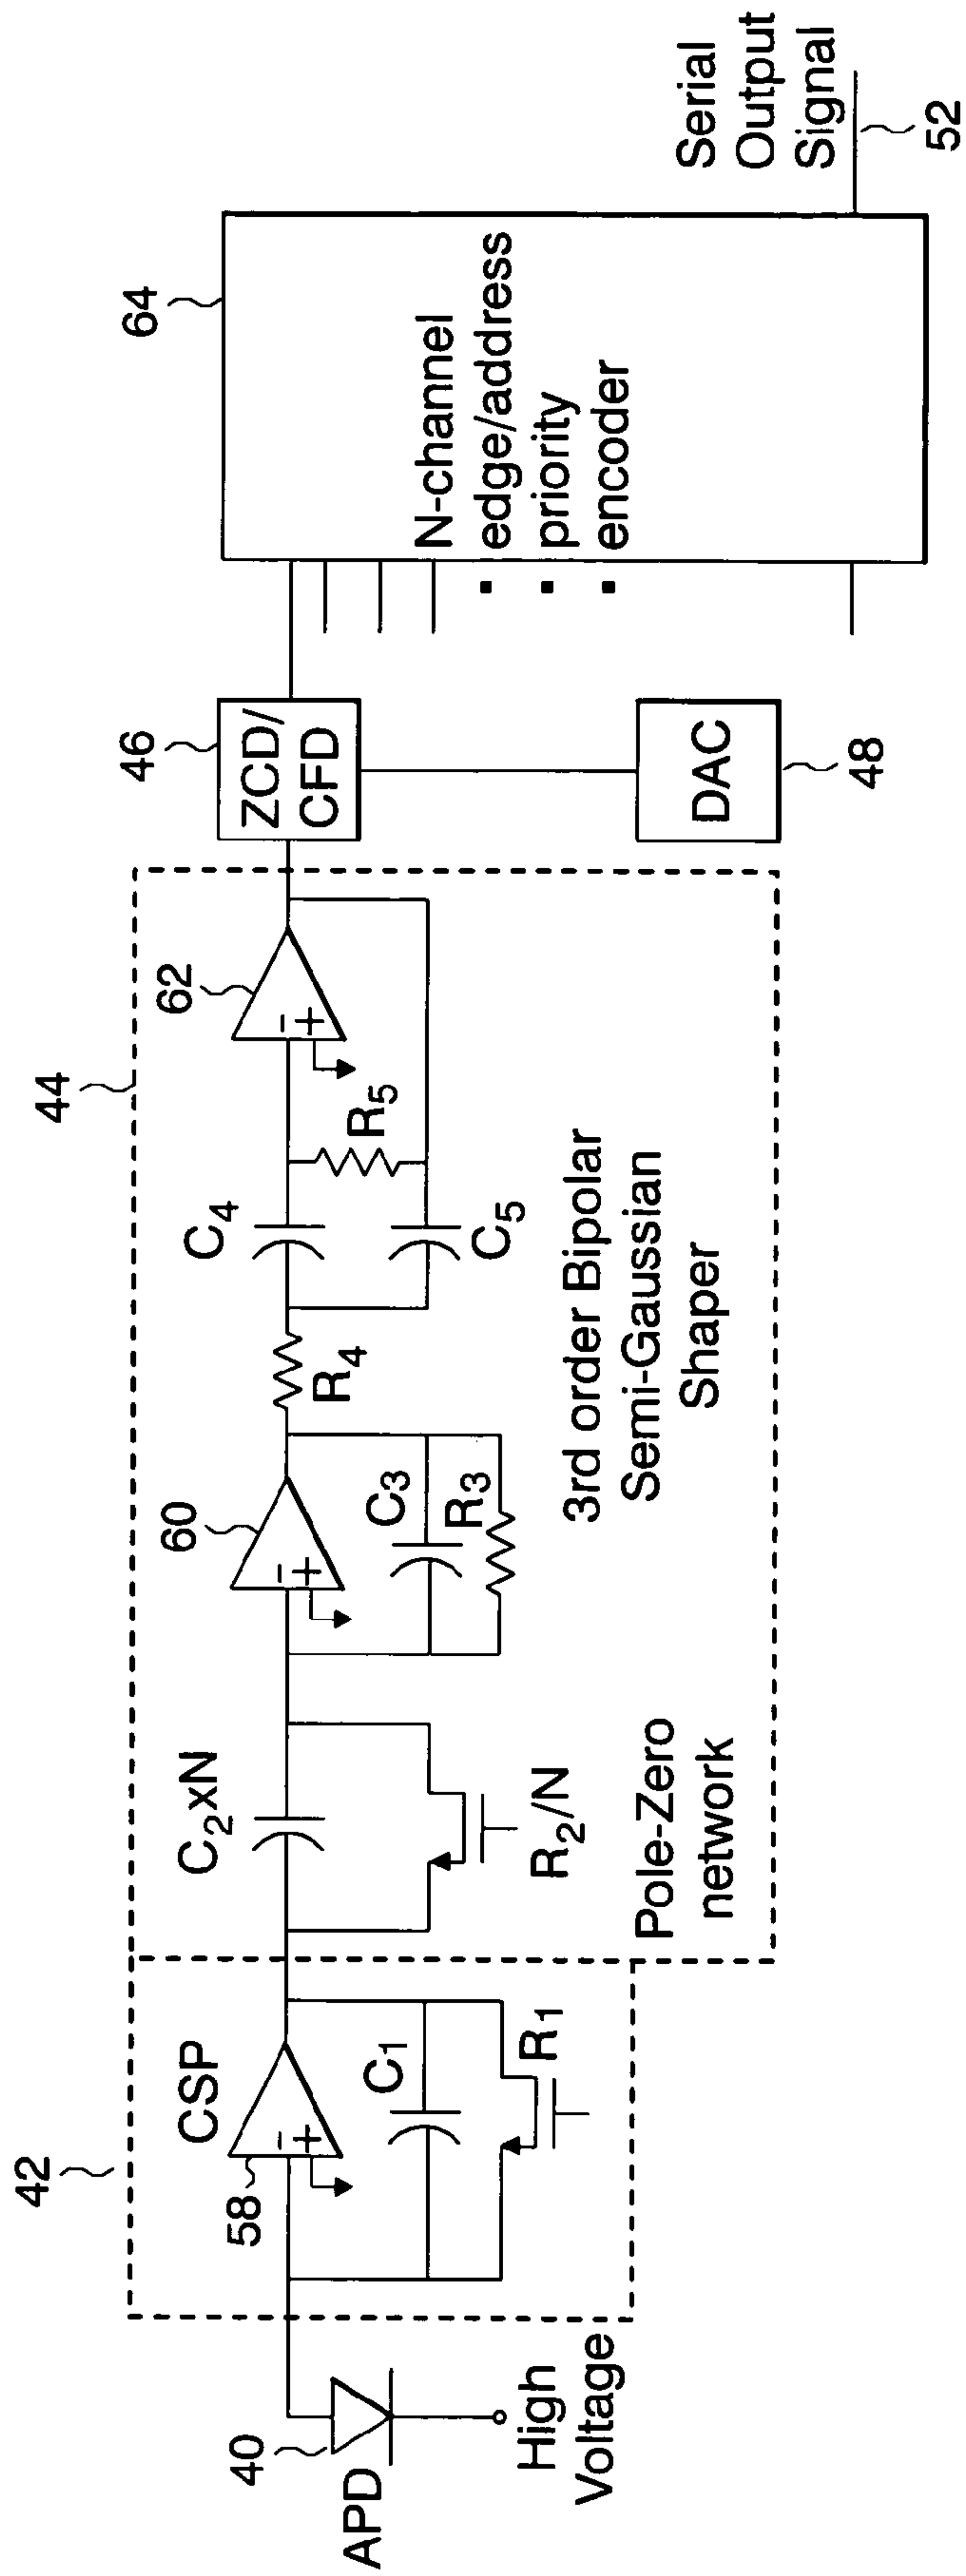 42
44
40
APD
High
Voltage
CSP
58
−
+
C1
R1
C2xN
R2/N
Pole-Zero
network
60
−
+
C3
R3
R4
C4
C5
R5
62
−
+
3rd order Bipolar
Semi-Gaussian
Shaper
46
ZCD/
CFD
DAC
48
64
N-channel
edge/address
priority
encoder
Serial
Output
Signal
52